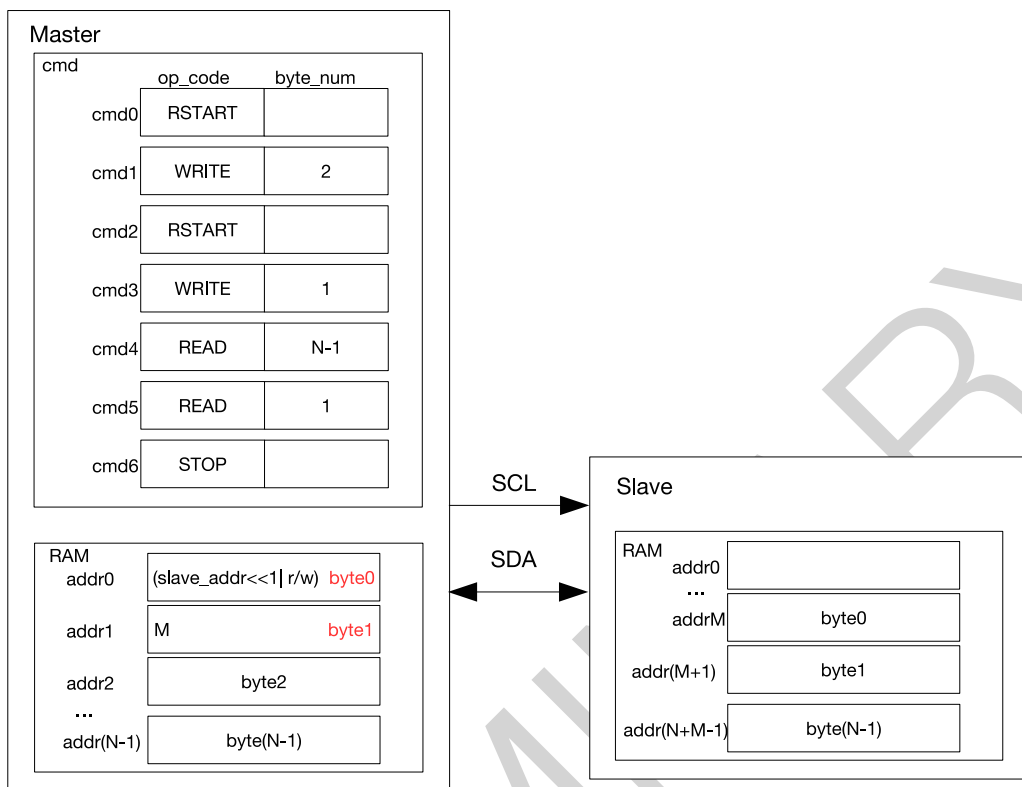 Master
cmd
op_code byte_num
cmd0 RSTART
cmd1 WRITE 2
cmd2 RSTART
cmd3 WRITE 1
cmd4 READ N-1
cmd5 READ 1
cmd6 STOP
SCL
SDA
RAM
addr0 (slave_addr<<1| r/w) byte0
addr1 M byte1
addr2 byte2
...
addr(N-1) byte(N-1)
Slave
RAM
addr0
...
addrM byte0
addr(M+1) byte1
addr(N+M-1) byte(N-1)